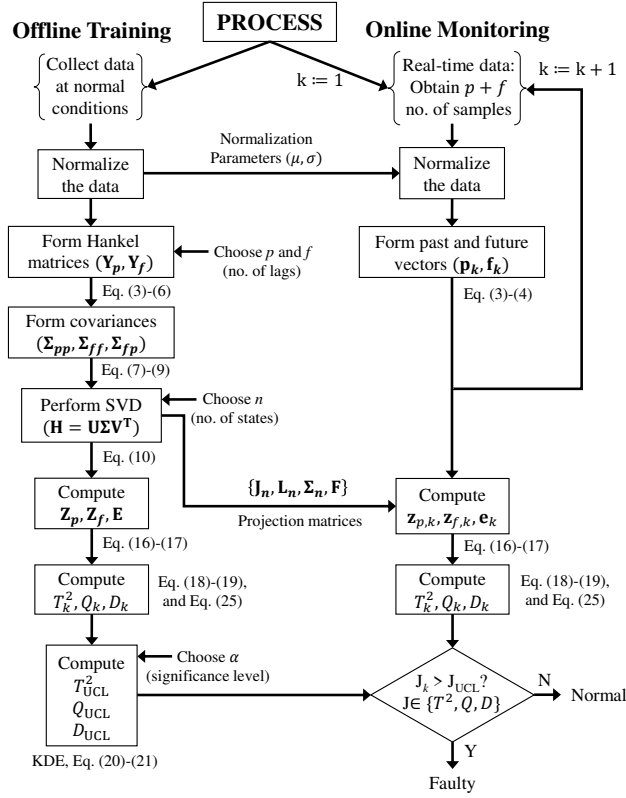 PROCESS
Offline Training
Online Monitoring
Collect data
at normal
conditions
k ≔ 1
Real-time data:
Obtain p + f
no. of samples
k ≔ k + 1
Normalize
the data
Normalization
Parameters (μ, σ)
Normalize
the data
Form Hankel
matrices (Y_p, Y_f)
Choose p and f
(no. of lags)
Form past and future
vectors (p_k, f_k)
Eq. (3)-(6)
Eq. (3)-(4)
Form covariances
(Σ_pp, Σ_ff, Σ_fp)
Eq. (7)-(9)
Perform SVD
(H = UΣV^T)
Choose n
(no. of states)
Eq. (10)
{J_n, L_n, Σ_n, F}
Projection matrices
Compute
Z_p, Z_f, E
Compute
z_p,k, z_f,k, e_k
Eq. (16)-(17)
Eq. (16)-(17)
Compute
T_k^2, Q_k, D_k
Eq. (18)-(19),
and Eq. (25)
Compute
T_k^2, Q_k, D_k
Eq. (18)-(19),
and Eq. (25)
Compute
T_UCL^2
Q_UCL
D_UCL
Choose α
(significance level)
KDE, Eq. (20)-(21)
J_k > J_UCL?
J∈ {T^2, Q, D}
N
Normal
Y
Faulty